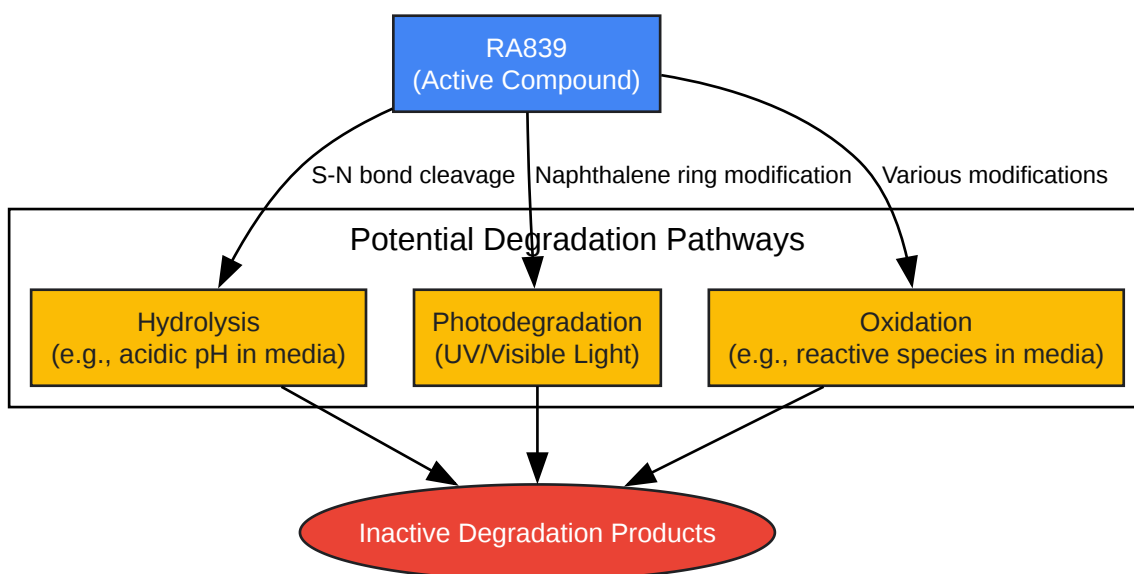 RA839
(Active Compound)
S-N bond cleavage
Naphthalene ring modification
Various modifications
Potential Degradation Pathways
Hydrolysis
(e.g., acidic pH in media)
Photodegradation
(UV/Visible Light)
Oxidation
(e.g., reactive species in media)
Inactive Degradation Products